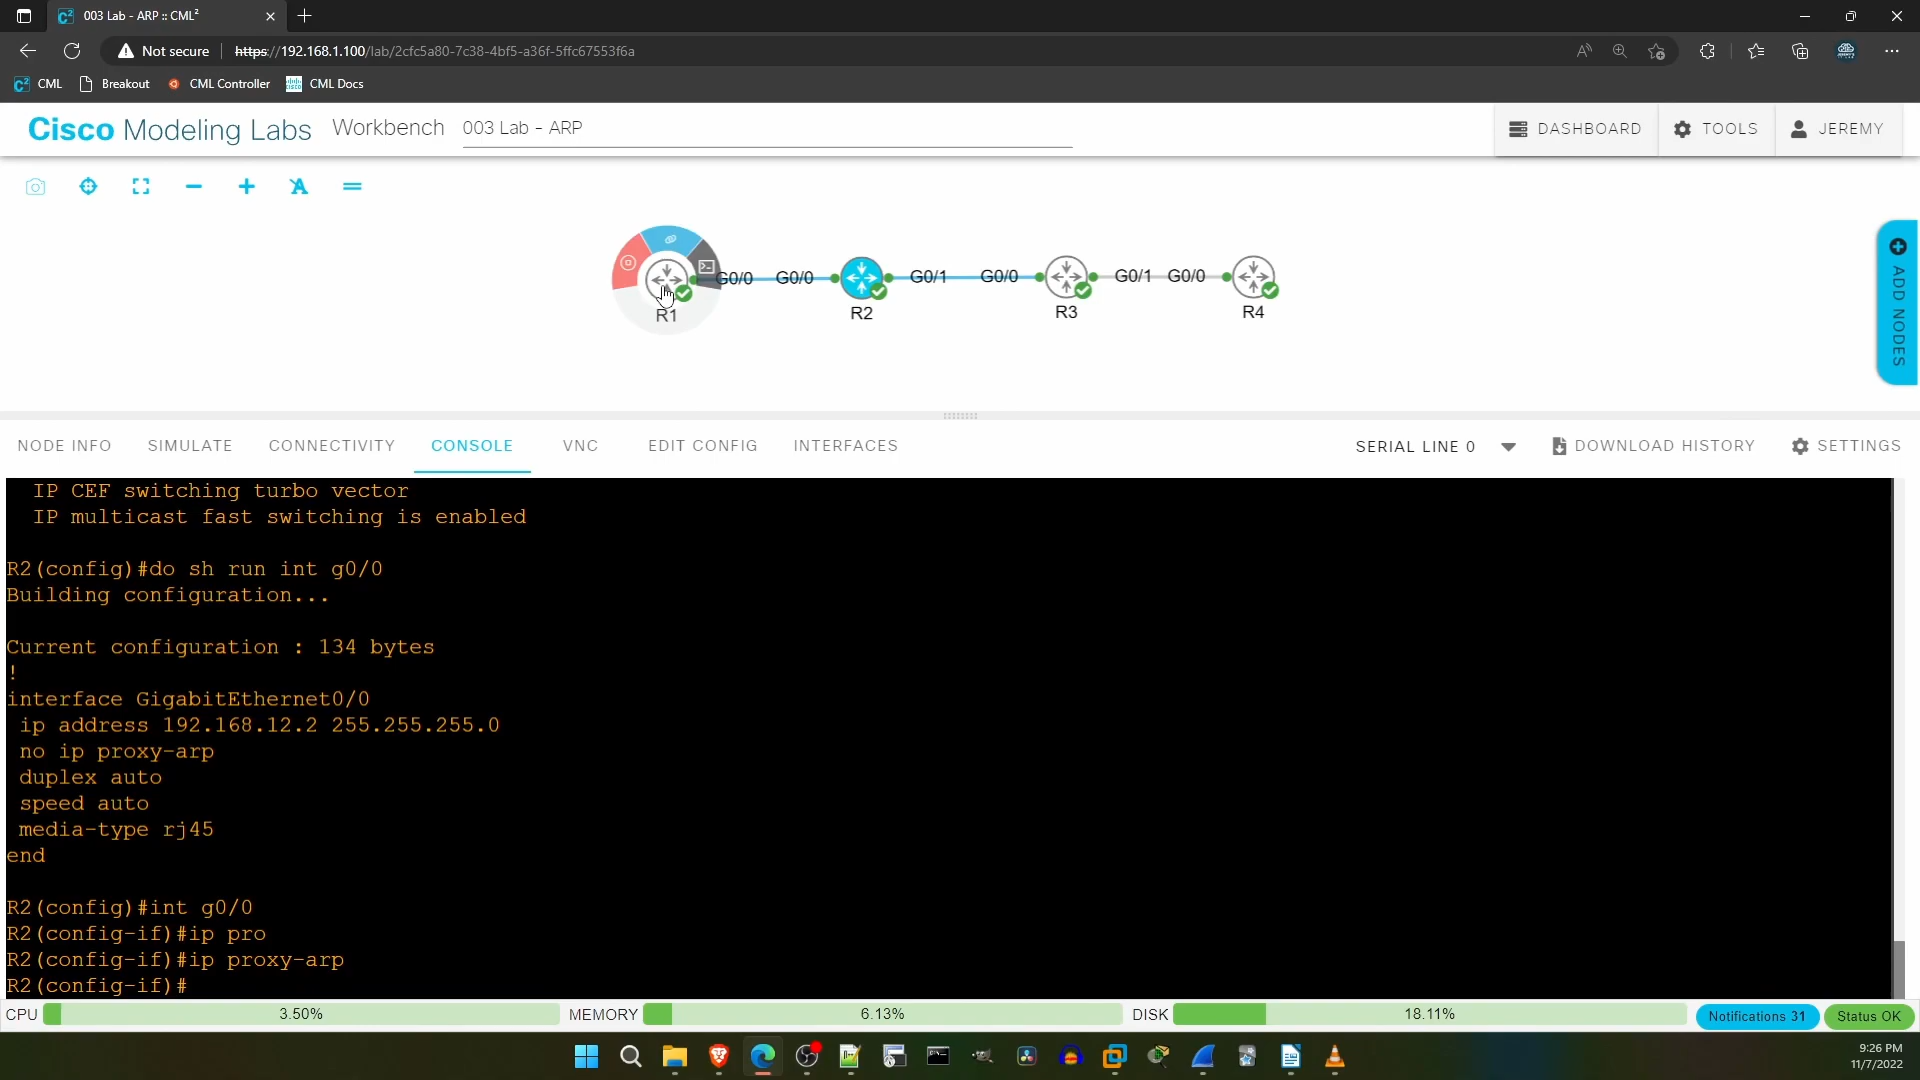 003 Lab - ARP :: CML²
Not secure
https://192.168.1.100/lab/2cfc5a80-7c38-4bf5-a36f-5ffc67553f6a
CML
Breakout
CML Controller
CML Docs
Cisco Modeling Labs
Workbench
003 Lab - ARP
DASHBOARD
TOOLS
JEREMY
G0/0
G0/0
G0/1
G0/0
G0/1
G0/0
R1
R2
R3
R4
ADD NODES
NODE INFO
SIMULATE
CONNECTIVITY
CONSOLE
VNC
EDIT CONFIG
INTERFACES
SERIAL LINE 0
DOWNLOAD HISTORY
SETTINGS
IP CEF switching turbo vector
IP multicast fast switching is enabled
R2(config)#do sh run int g0/0
Building configuration...
Current configuration : 134 bytes
!
interface GigabitEthernet0/0
ip address 192.168.12.2 255.255.255.0
no ip proxy-arp
duplex auto
speed auto
media-type rj45
end
R2(config)#int g0/0
R2(config-if)#ip pro
R2(config-if)#ip proxy-arp
R2(config-if)#
CPU
3.50%
MEMORY
6.13%
DISK
18.11%
Notifications 31
Status OK
9:26 PM
11/7/2022